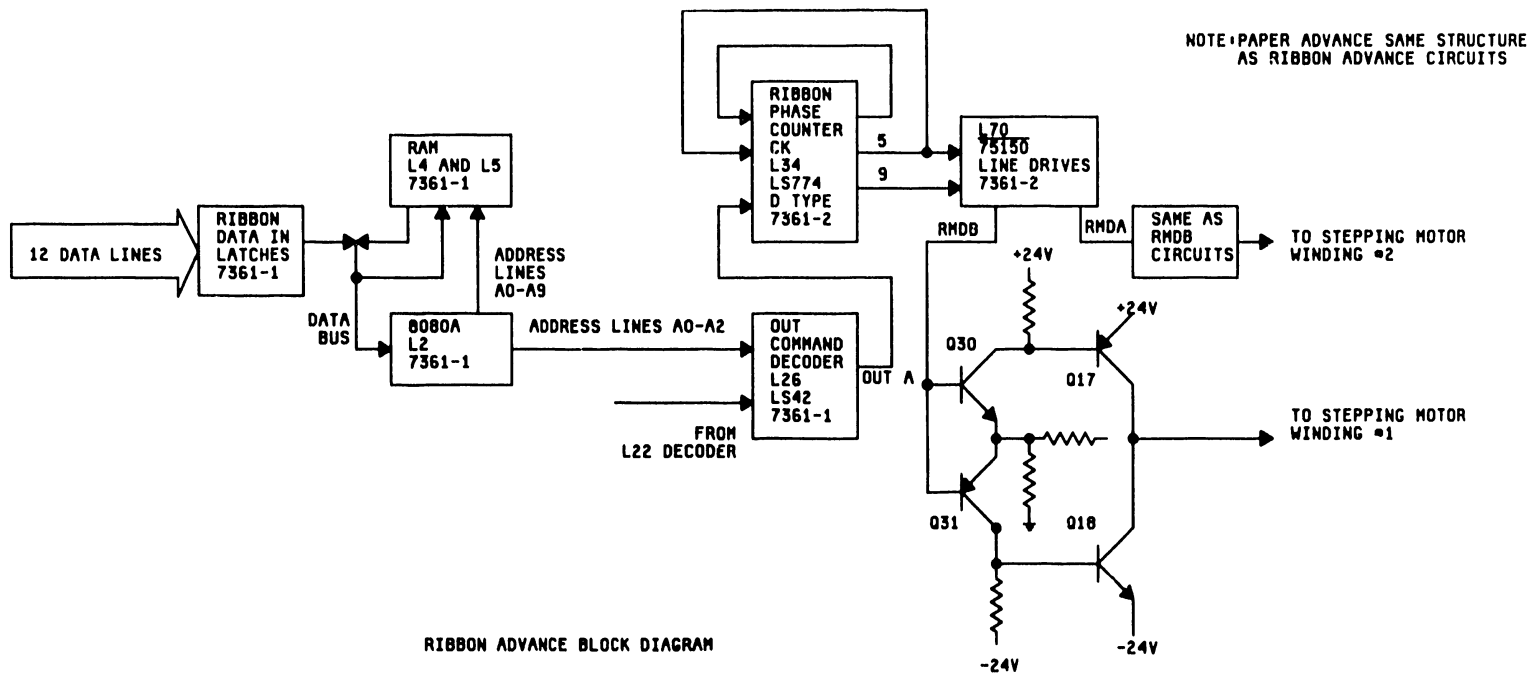 NOTE:PAPER ADVANCE SAME STRUCTURE
AS RIBBON ADVANCE CIRCUITS
12 DATA LINES
RIBBON
DATA IN
LATCHES
7361-1
RAM
L4 AND L5
7361-1
ADDRESS
LINES
A0-A9
DATA
BUS
8080A
L2
7361-1
ADDRESS LINES A0-A2
FROM
L22 DECODER
OUT
COMMAND
DECODER
L26
LS42
7361-1
OUT A
RIBBON
PHASE
COUNTER
CK
L34
LS774
D TYPE
7361-2
5
9
L70
75150
LINE DRIVES
7361-2
RMDB
RMDA
SAME AS
RMDB
CIRCUITS
TO STEPPING MOTOR
WINDING #2
+24V
+24V
Q30
Q17
TO STEPPING MOTOR
WINDING #1
Q31
Q18
-24V
-24V
RIBBON ADVANCE BLOCK DIAGRAM